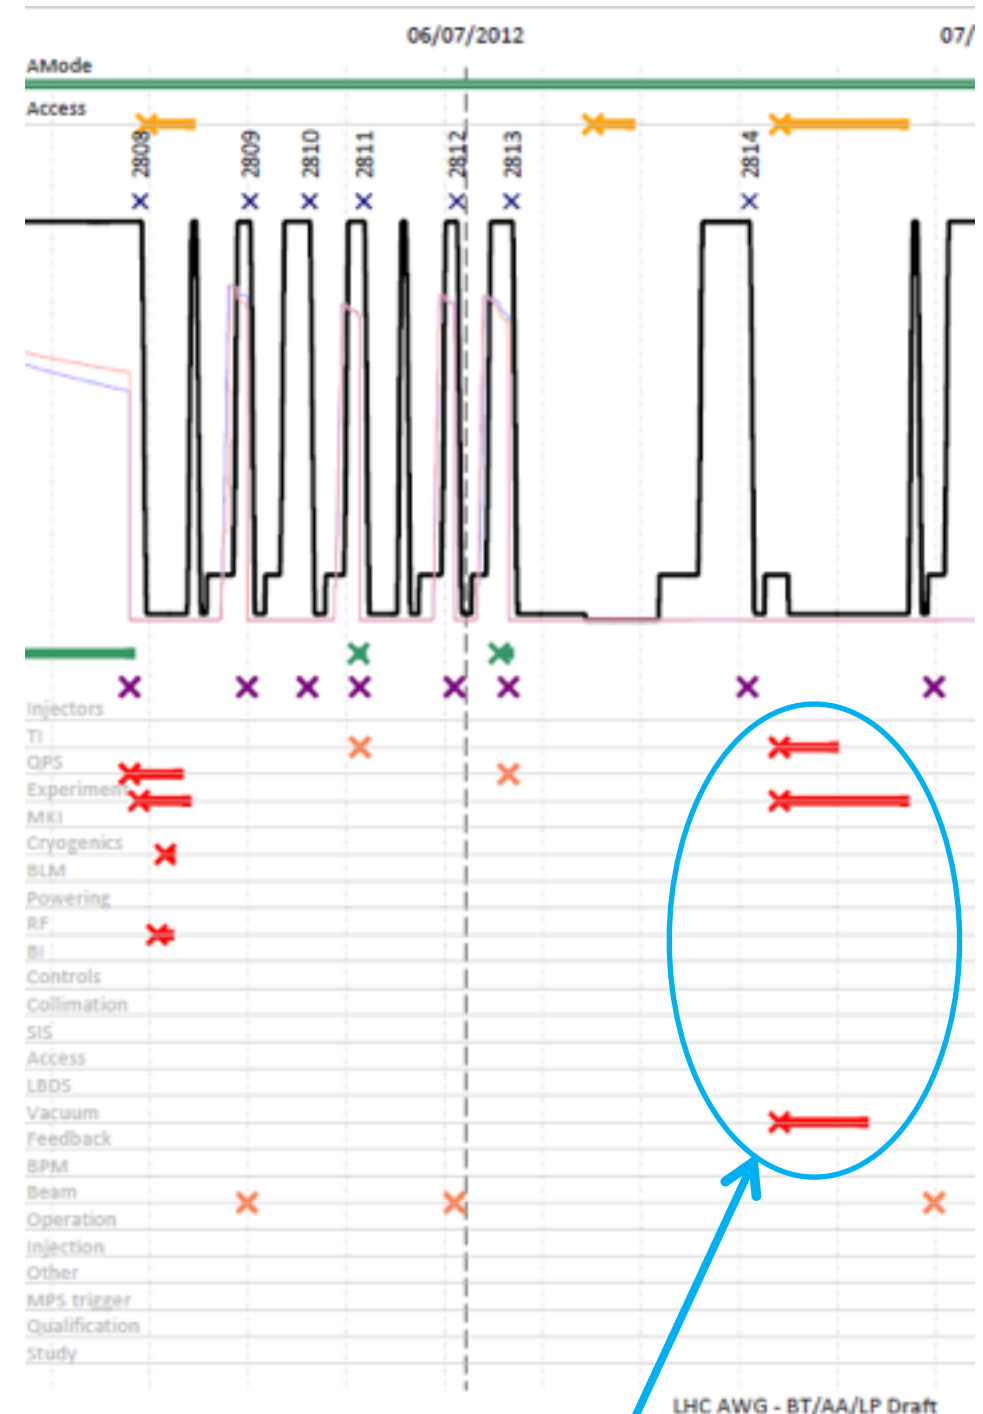 06/07/2012 07/
AMode
Access
2808 2809 2810 2811 2812 2813 2814
Injectors
TI
QPS
Experiment
MKI
Cryogenics
BLM
Powering
RF
BI
Controls
Collimation
SIS
Access
LBDS
Vacuum
Feedback
BPM
Beam
Operation
Injection
Other
MPS trigger
Qualification
Study
LHC AWG - BT/AA/LP Draft